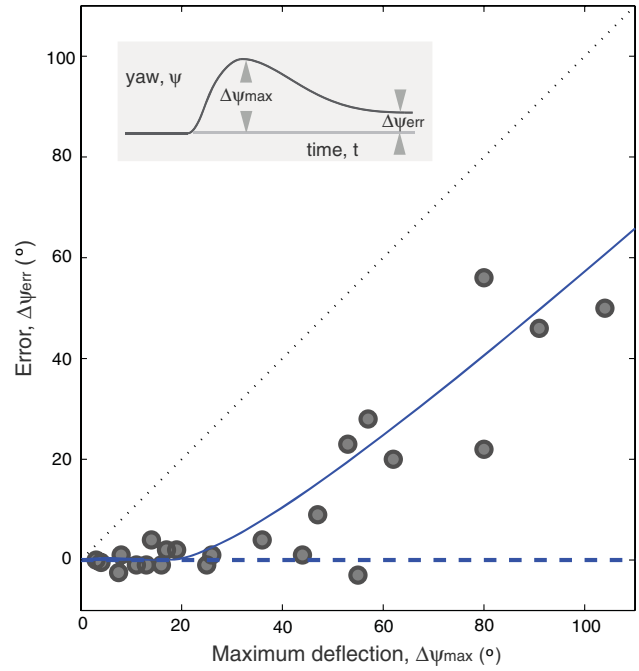 100
80
60
40
20
0
Error, Δψerr (º)
yaw, ψ
Δψmax
Δψerr
time, t
0 20 40 60 80 100
Maximum deflection, Δψmax (º)